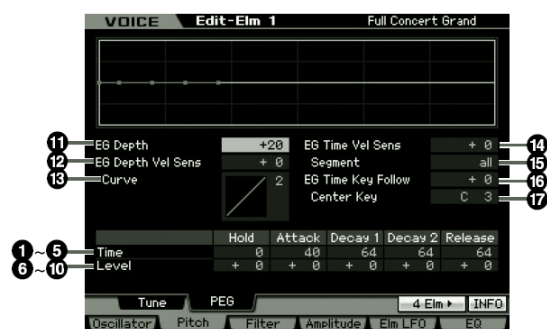 VOICE Edit-Elm 1 Full Concert Grand
11 EG Depth +20 EG Time Vel Sens + 0 14
12 EG Depth Vel Sens + 0 Segment all 15
13 Curve 2 EG Time Key Follow + 0 16
Center Key C 3 17
Hold Attack Decay 1 Decay 2 Release
1~5 Time 0 40 64 64 64
6~10 Level + 0 + 0 + 0 + 0 + 0
Tune PEG 4 Elm INFO
Oscillator Pitch Filter Amplitude Elm LFO EQ